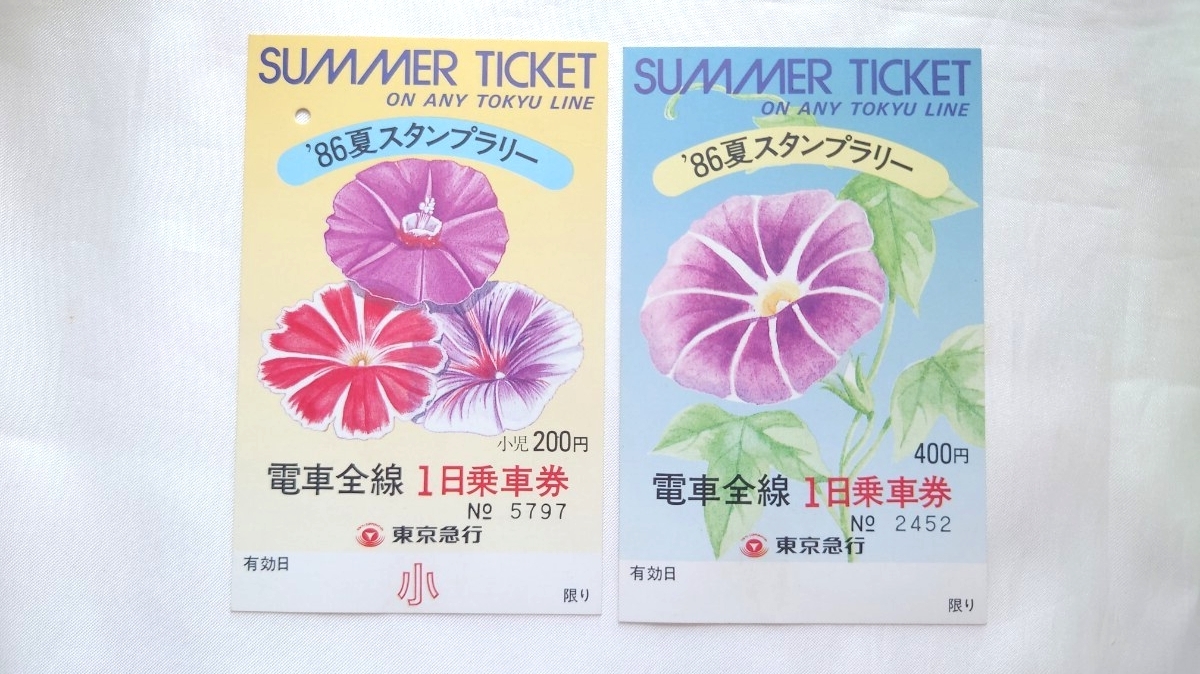 SUMMER TICKET
ON ANY TOKYU LINE
'86夏スタンプラリー
小児 200円
電車全線 1日乗車券
№ 5797
東京急行
有効日
小
限り
SUMMER TICKET
ON ANY TOKYU LINE
'86夏スタンプラリー
400円
電車全線 1日乗車券
№ 2452
東京急行
有効日
限り